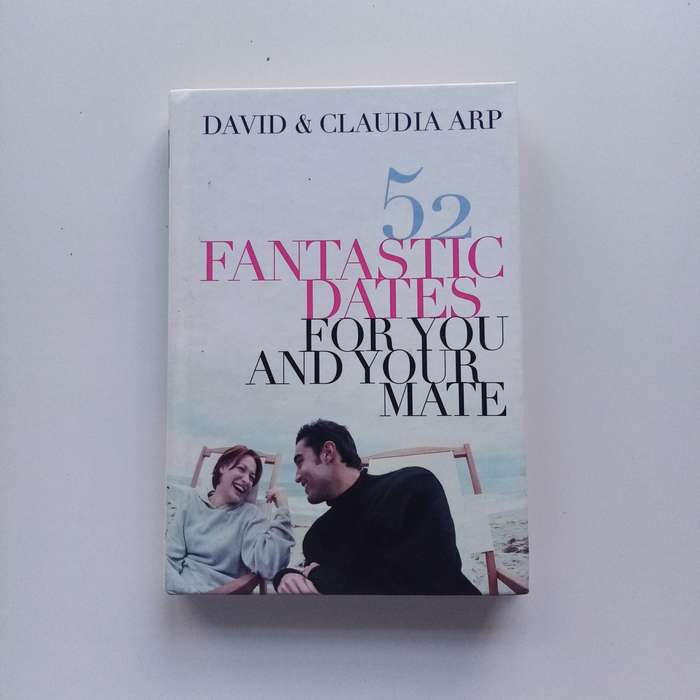 DAVID & CLAUDIA ARP
52
FANTASTIC
DATES
FOR YOU
AND YOUR
MATE